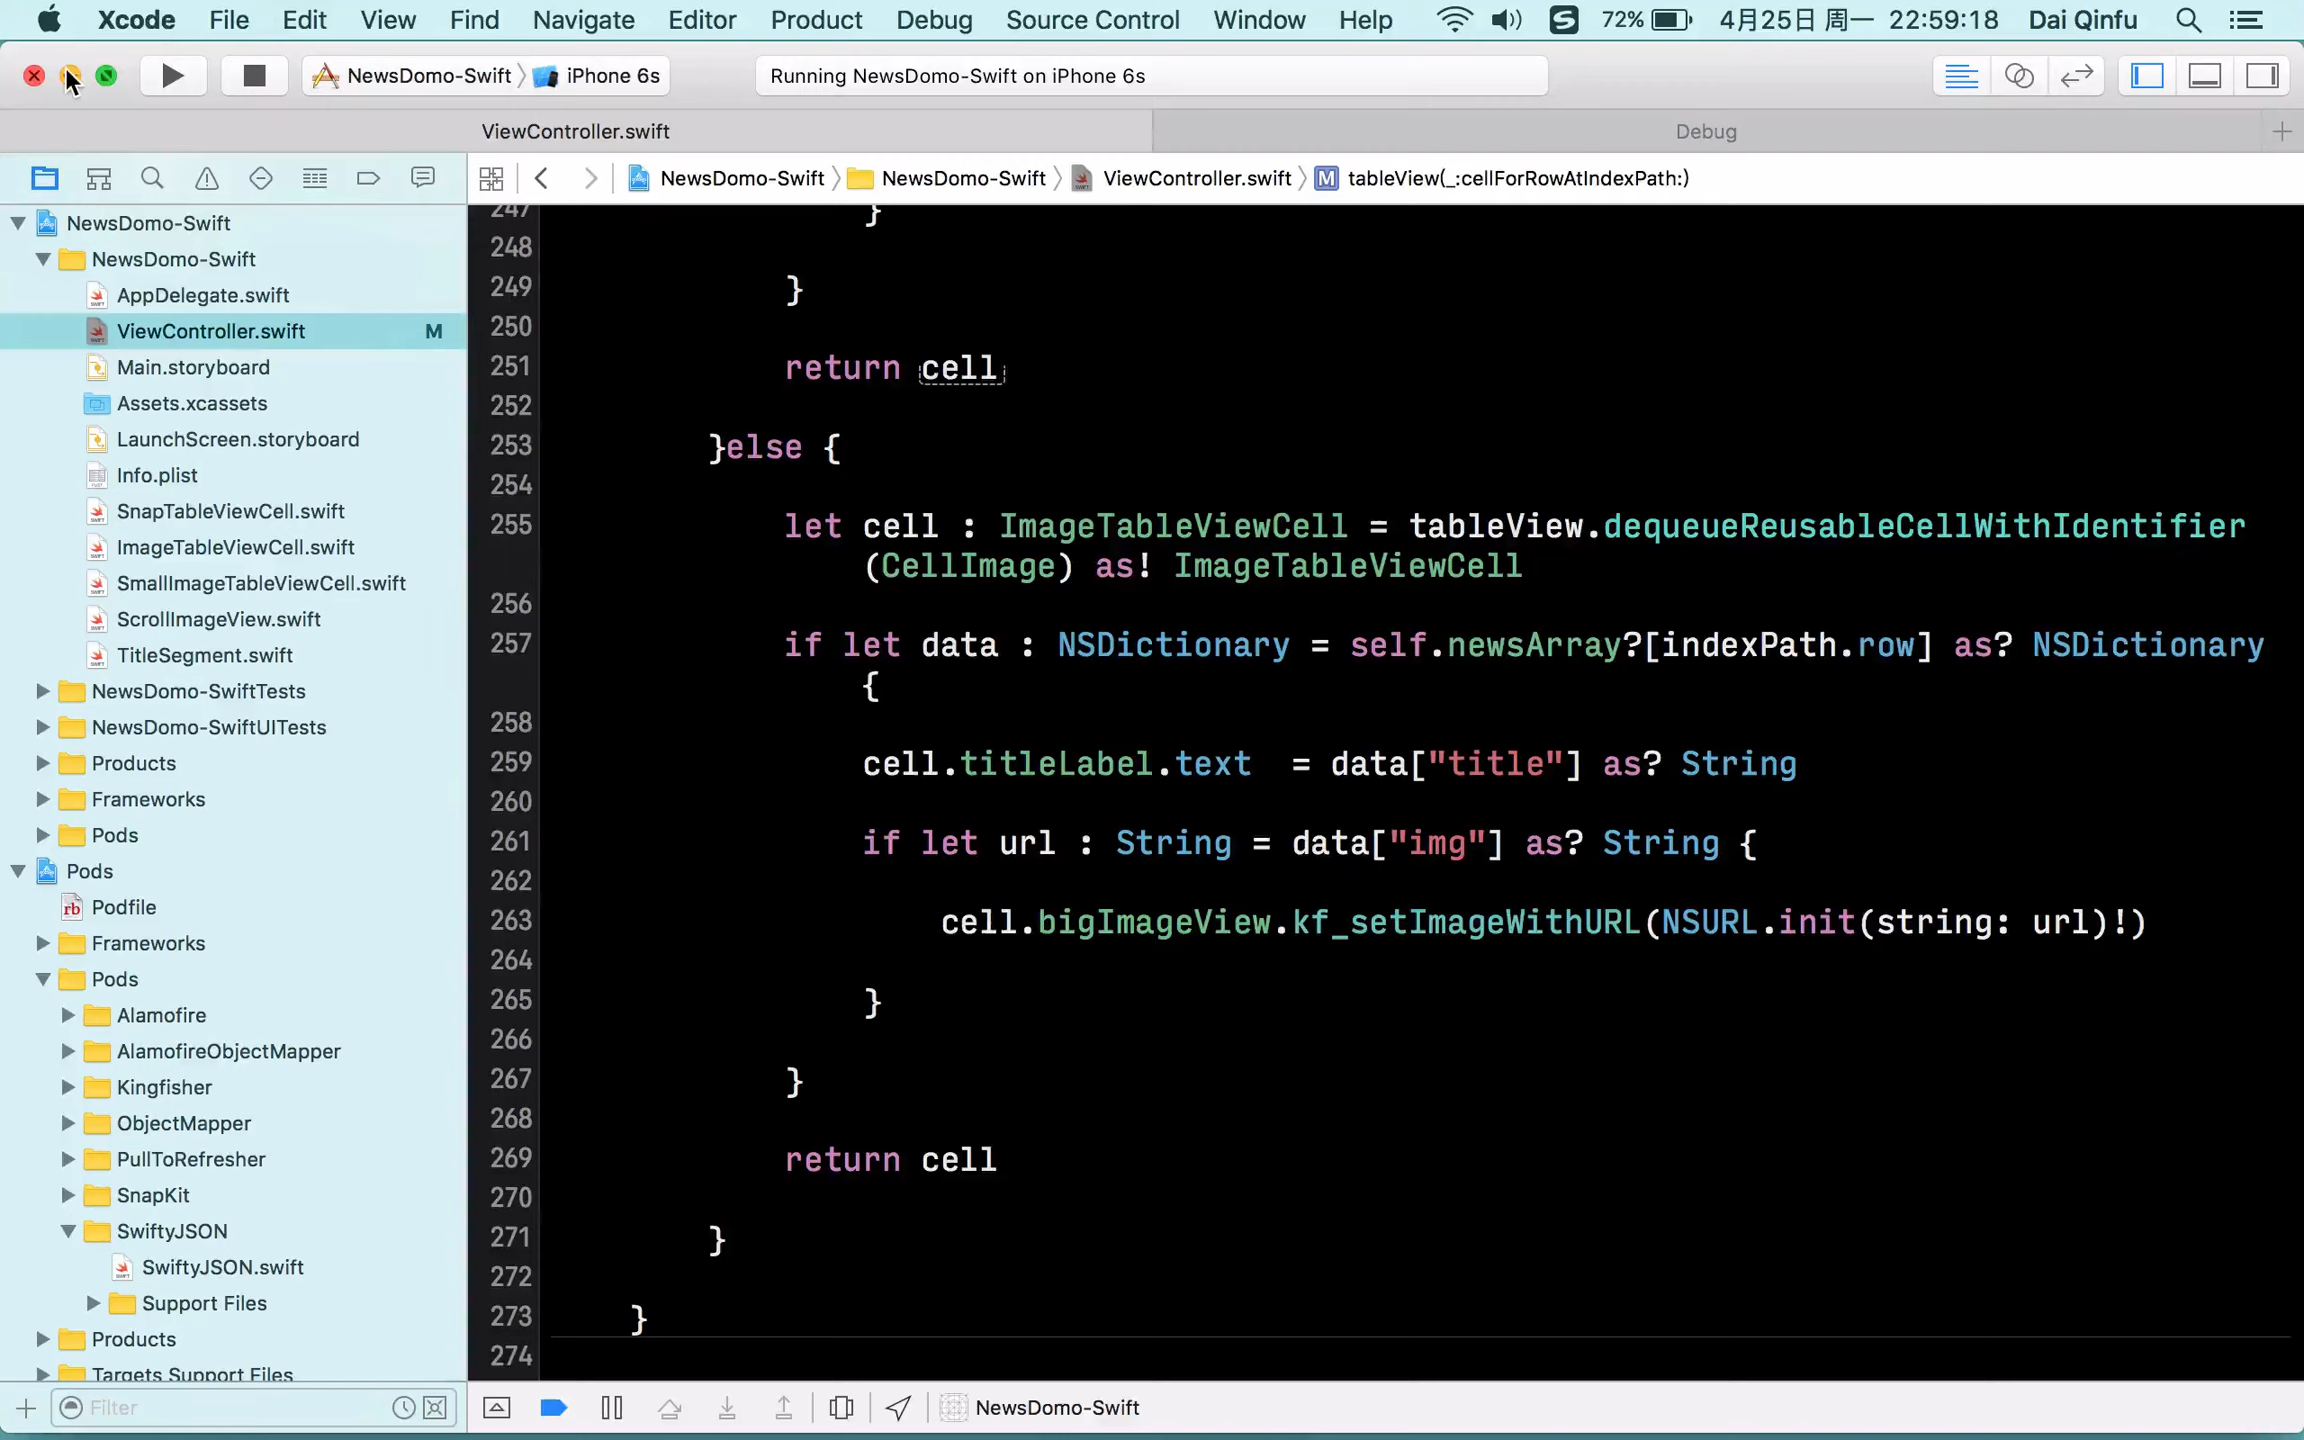 Xcode File Edit View Find Navigate Editor Product Debug Source Control Window Help 72% 4月25日 周一 22:59:18 Dai Qinfu
NewsDomo-Swift iPhone 6s Running NewsDomo-Swift on iPhone 6s
ViewController.swift Debug
NewsDomo-Swift NewsDomo-Swift ViewController.swift M tableView(_:cellForRowAtIndexPath:)
NewsDomo-Swift
NewsDomo-Swift
AppDelegate.swift
ViewController.swift M
Main.storyboard
Assets.xcassets
LaunchScreen.storyboard
Info.plist
SnapTableViewCell.swift
ImageTableViewCell.swift
SmallImageTableViewCell.swift
ScrollImageView.swift
TitleSegment.swift
NewsDomo-SwiftTests
NewsDomo-SwiftUITests
Products
Frameworks
Pods
Pods
Podfile
Frameworks
Pods
Alamofire
AlamofireObjectMapper
Kingfisher
ObjectMapper
PullToRefresher
SnapKit
SwiftyJSON
SwiftyJSON.swift
Support Files
Products
Targets Support Files
Filter
247 }
248
249 }
250
251 return cell
252
253 }else {
254
255 let cell : ImageTableViewCell = tableView.dequeueReusableCellWithIdentifier
(CellImage) as! ImageTableViewCell
256
257 if let data : NSDictionary = self.newsArray?[indexPath.row] as? NSDictionary
{
258
259 cell.titleLabel.text  = data["title"] as? String
260
261 if let url : String = data["img"] as? String {
262
263 cell.bigImageView.kf_setImageWithURL(NSURL.init(string: url)!)
264
265 }
266
267 }
268
269 return cell
270
271 }
272
273 }
274
NewsDomo-Swift